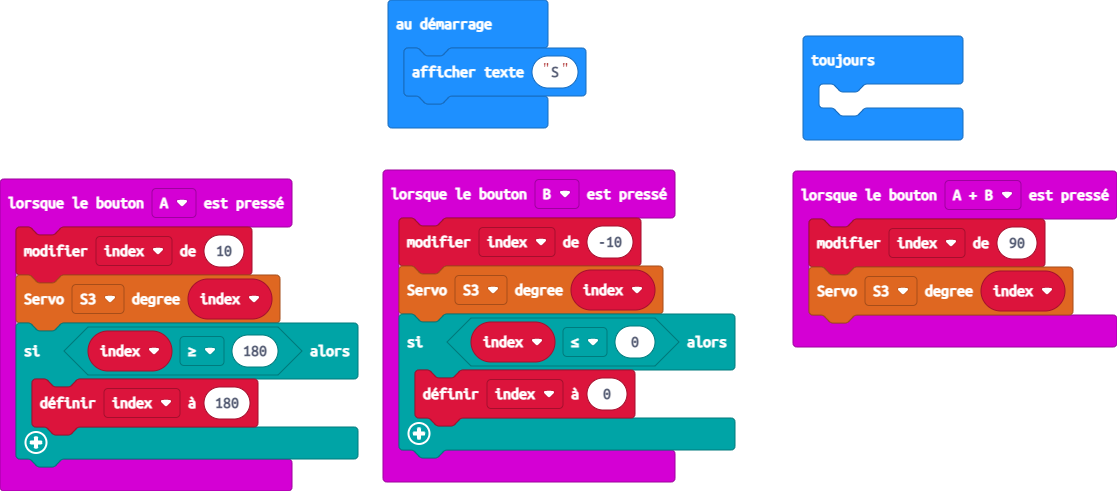 au démarrage
afficher texte "S"
toujours
lorsque le bouton A est pressé
modifier index de 10
Servo S3 degree index
si index ≥ 180 alors
définir index à 180
lorsque le bouton B est pressé
modifier index de -10
Servo S3 degree index
si index ≤ 0 alors
définir index à 0
lorsque le bouton A + B est pressé
modifier index de 90
Servo S3 degree index